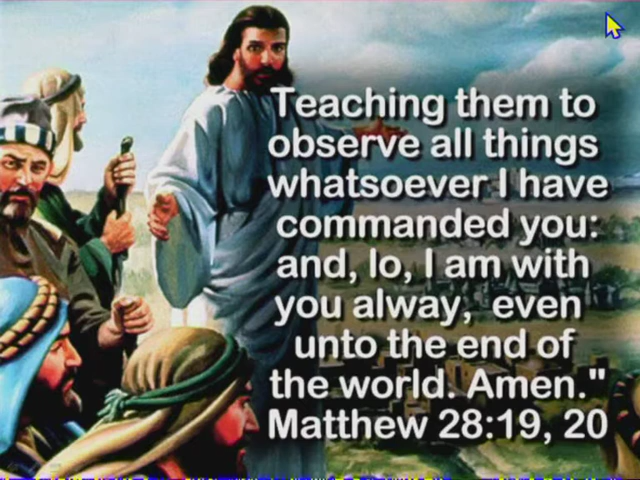 Teaching them to
observe all things
whatsoever I have
commanded you:
and, lo, I am with
you alway, even
unto the end of
the world. Amen."
Matthew 28:19, 20